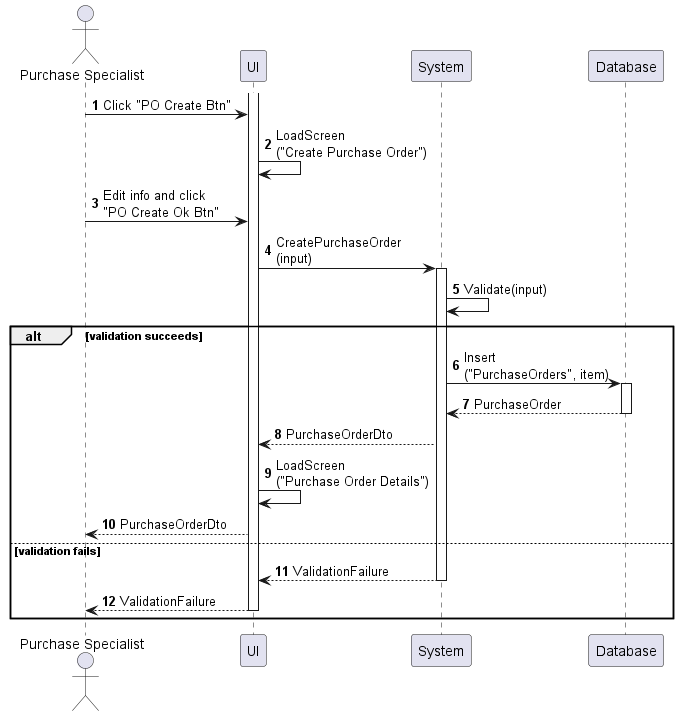 Purchase Specialist
UI
System
Database
1 Click "PO Create Btn"
2 LoadScreen
("Create Purchase Order")
3 Edit info and click
"PO Create Ok Btn"
4 CreatePurchaseOrder
(input)
5 Validate(input)
alt [validation succeeds]
6 Insert
("PurchaseOrders", item)
7 PurchaseOrder
8 PurchaseOrderDto
9 LoadScreen
("Purchase Order Details")
10 PurchaseOrderDto
[validation fails]
11 ValidationFailure
12 ValidationFailure
Purchase Specialist
UI
System
Database